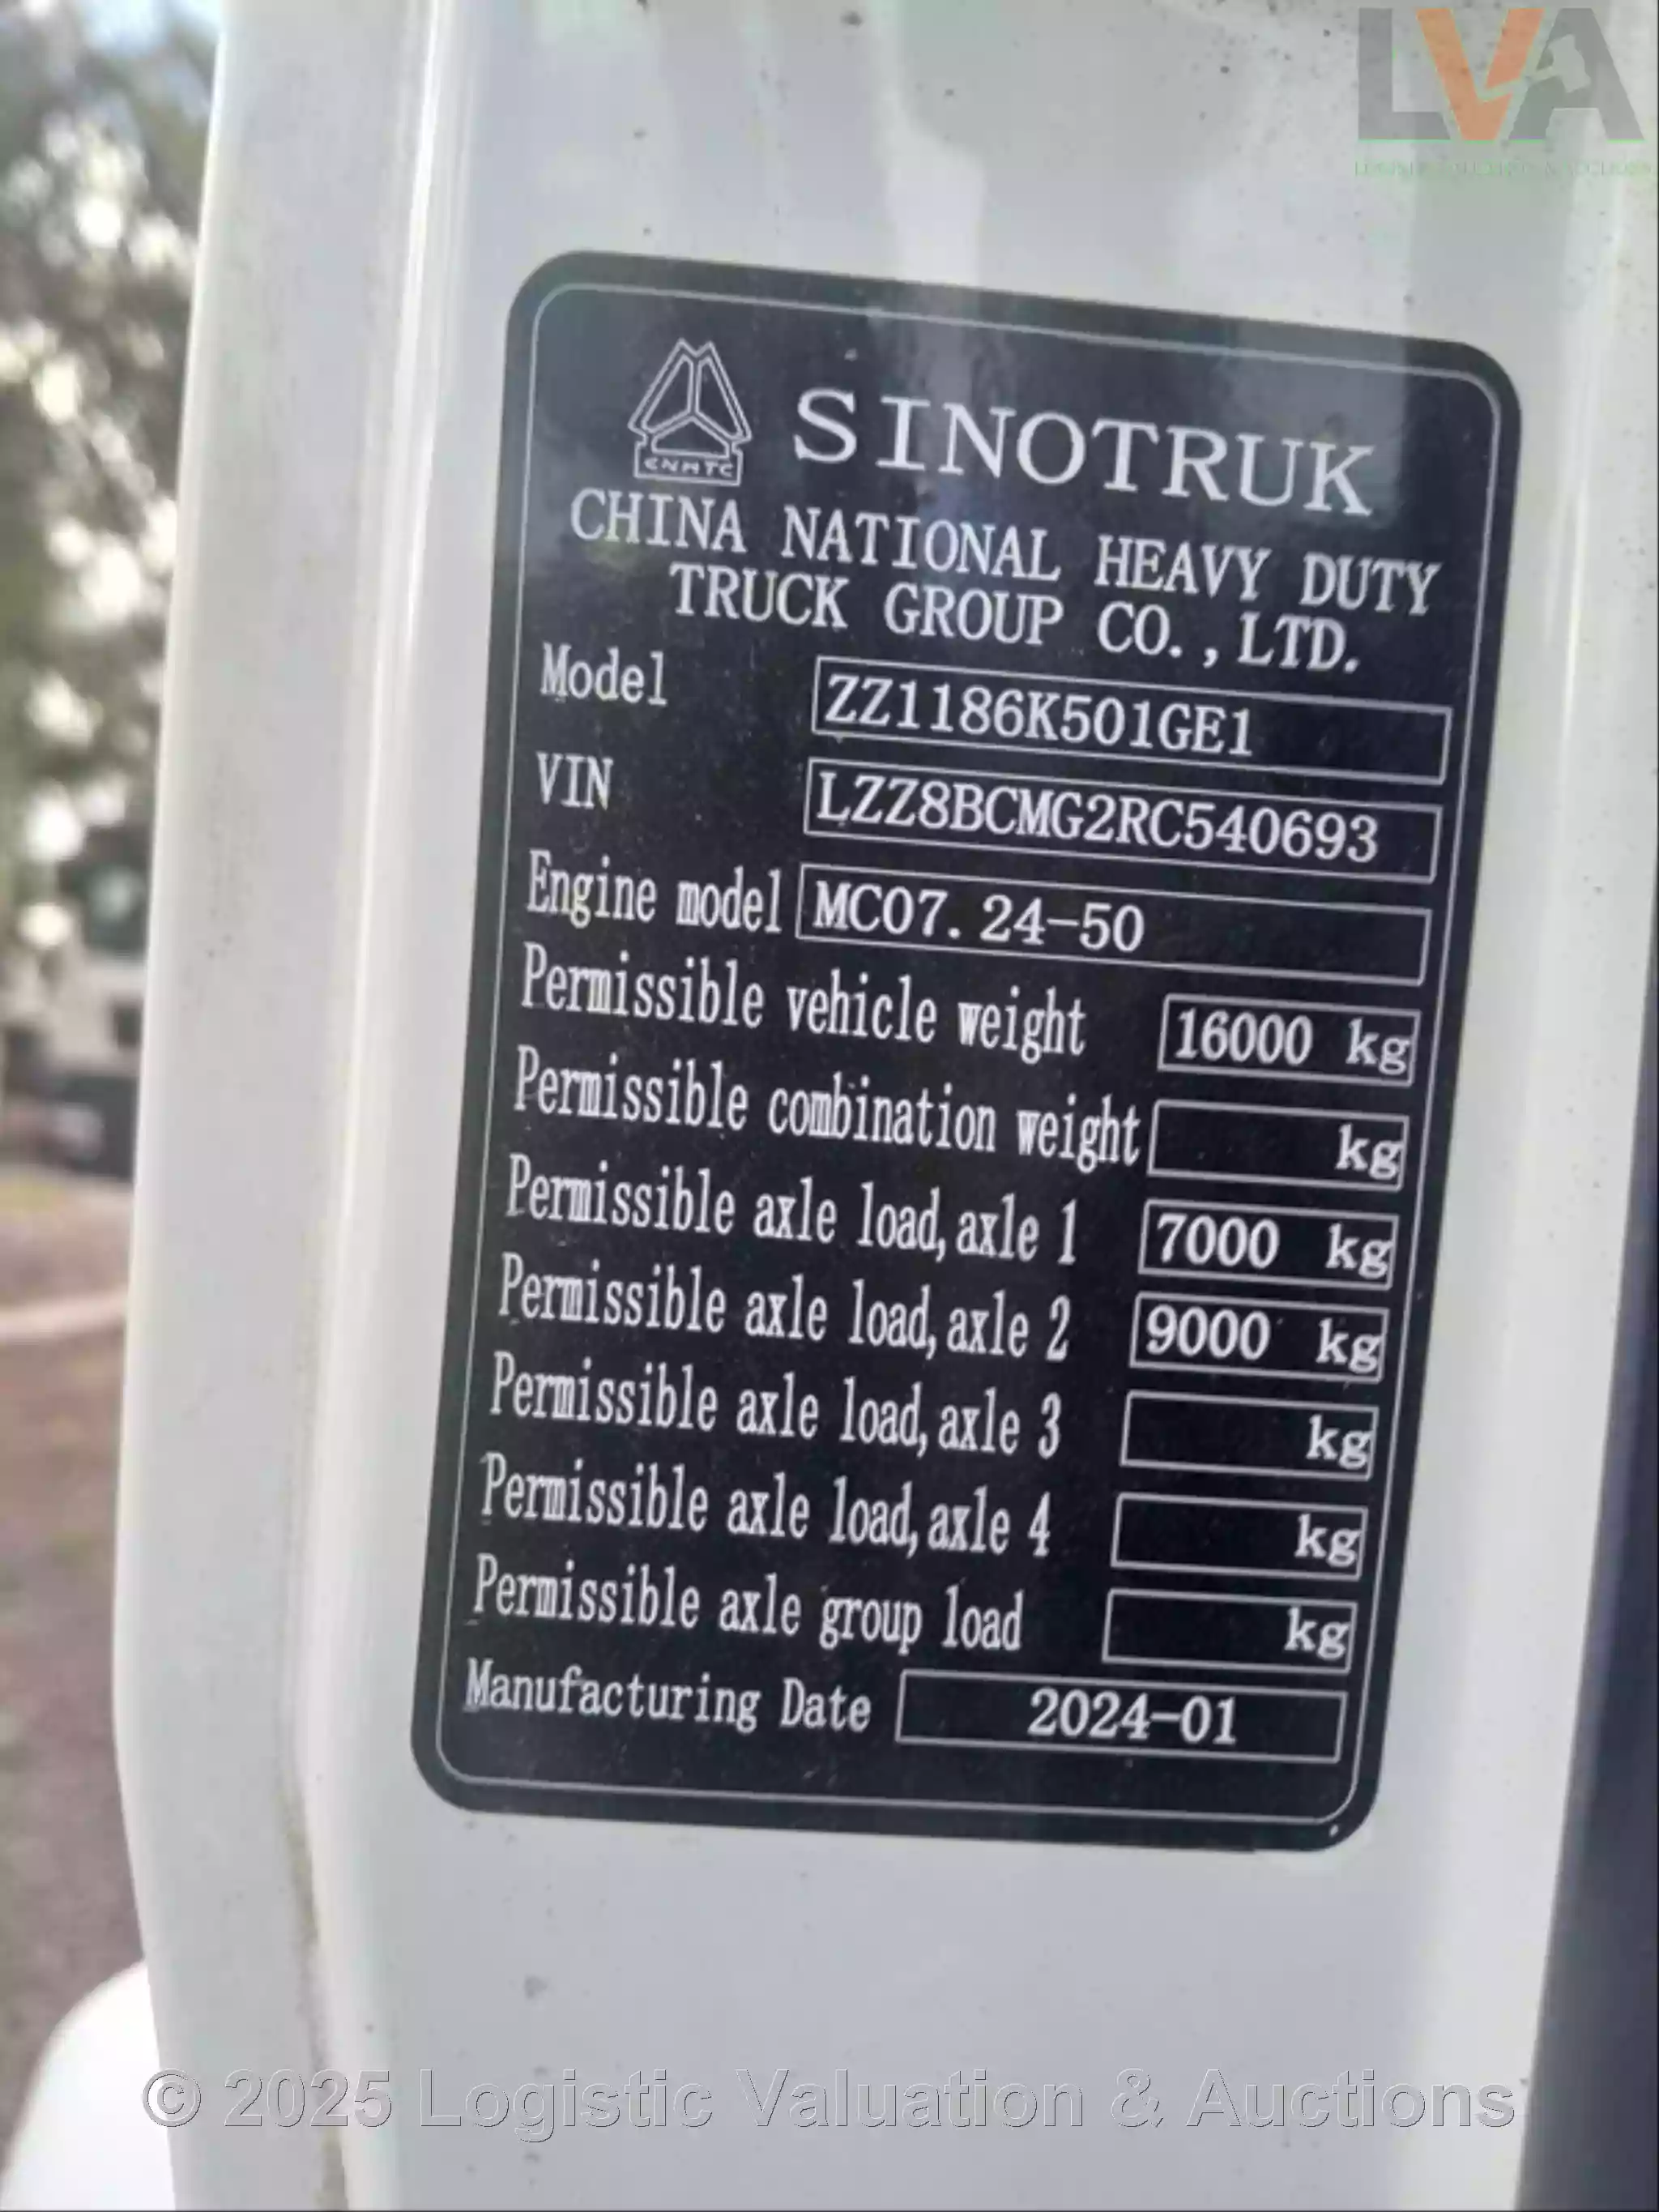 LVA
LOGISTIC VALUATION & AUCTIONS
CNHTC
SINOTRUK
CHINA NATIONAL HEAVY DUTY
TRUCK GROUP CO.,LTD.
Model ZZ1186K501GE1
VIN LZZ8BCMG2RC540693
Engine model MC07.24-50
Permissible vehicle weight 16000 kg
Permissible combination weight kg
Permissible axle load,axle 1 7000 kg
Permissible axle load,axle 2 9000 kg
Permissible axle load,axle 3 kg
Permissible axle load,axle 4 kg
Permissible axle group load kg
Manufacturing Date 2024-01
© 2025 Logistic Valuation & Auctions